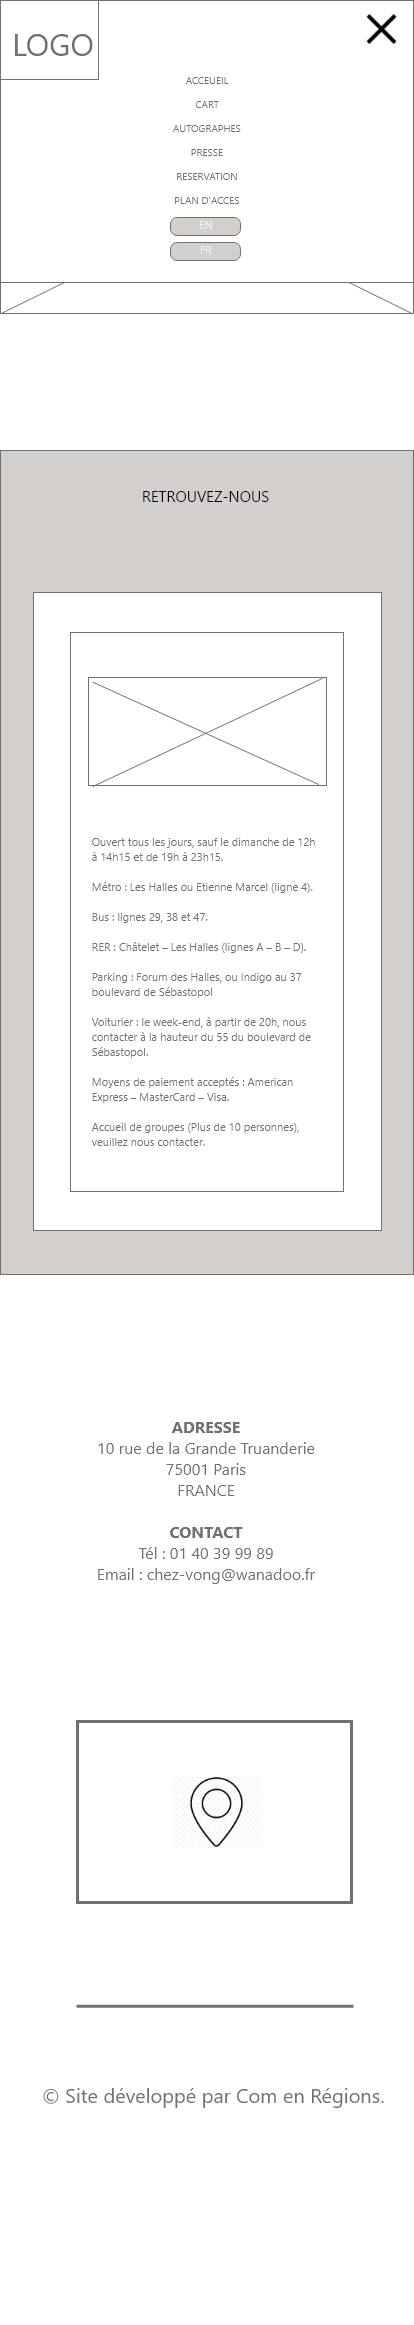 LOGO
ACCEUEIL
CART
AUTOGRAPHES
PRESSE
RESERVATION
PLAN D'ACCES
EN
FR
RETROUVEZ-NOUS
Ouvert tous les jours, sauf le dimanche de 12h
à 14h15 et de 19h à 23h15.
Métro : Les Halles ou Etienne Marcel (ligne 4).
Bus : lignes 29, 38 et 47.
RER : Châtelet – Les Halles (lignes A – B – D).
Parking : Forum des Halles, ou Indigo au 37
boulevard de Sébastopol
Voiturier : le week-end, à partir de 20h, nous
contacter à la hauteur du 55 du boulevard de
Sébastopol.
Moyens de paiement acceptés : American
Express – MasterCard – Visa.
Accueil de groupes (Plus de 10 personnes),
veuillez nous contacter.
ADRESSE
10 rue de la Grande Truanderie
75001 Paris
FRANCE
CONTACT
Tél : 01 40 39 99 89
Email : chez-vong@wanadoo.fr
© Site développé par Com en Régions.